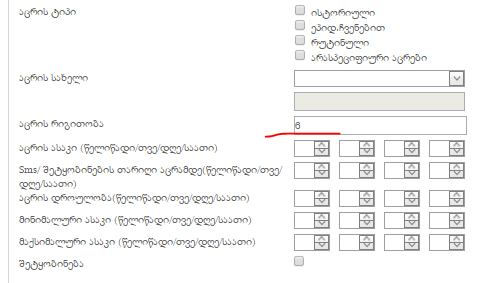 აცრის ტიპი
ისტორიული
ეპიდ.ჩვენებით
რუტინული
არასპეციფიური აცრები
აცრის სახელი
აცრის რიგითობა
6
აცრის ასაკი (წელიწადი/თვე/დღე/საათი)
Sms/ შეტყობინების თარიღი აცრამდე(წელიწადი/თვე/
დღე/საათი)
აცრის დროულობა(წელიწადი/თვე/დღე/საათი)
მინიმალური ასაკი (წელიწადი/თვე/დღე/საათი)
მაქსიმალური ასაკი (წელიწადი/თვე/დღე/საათი)
შეტყობინება